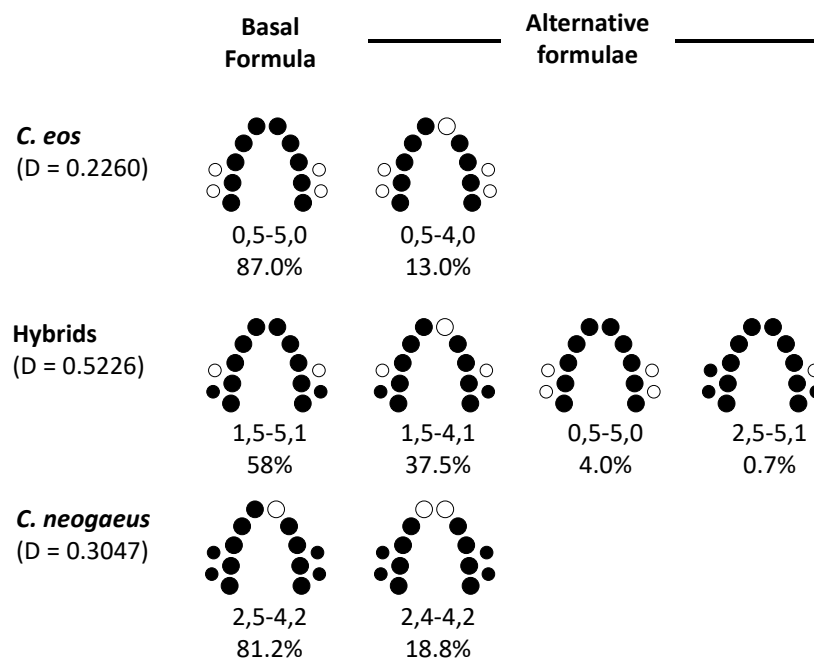 Basal
Formula
Alternative
formulae
C. eos
(D = 0.2260)
0,5-5,0
87.0%
0,5-4,0
13.0%
Hybrids
(D = 0.5226)
1,5-5,1
58%
1,5-4,1
37.5%
0,5-5,0
4.0%
2,5-5,1
0.7%
C. neogaeus
(D = 0.3047)
2,5-4,2
81.2%
2,4-4,2
18.8%